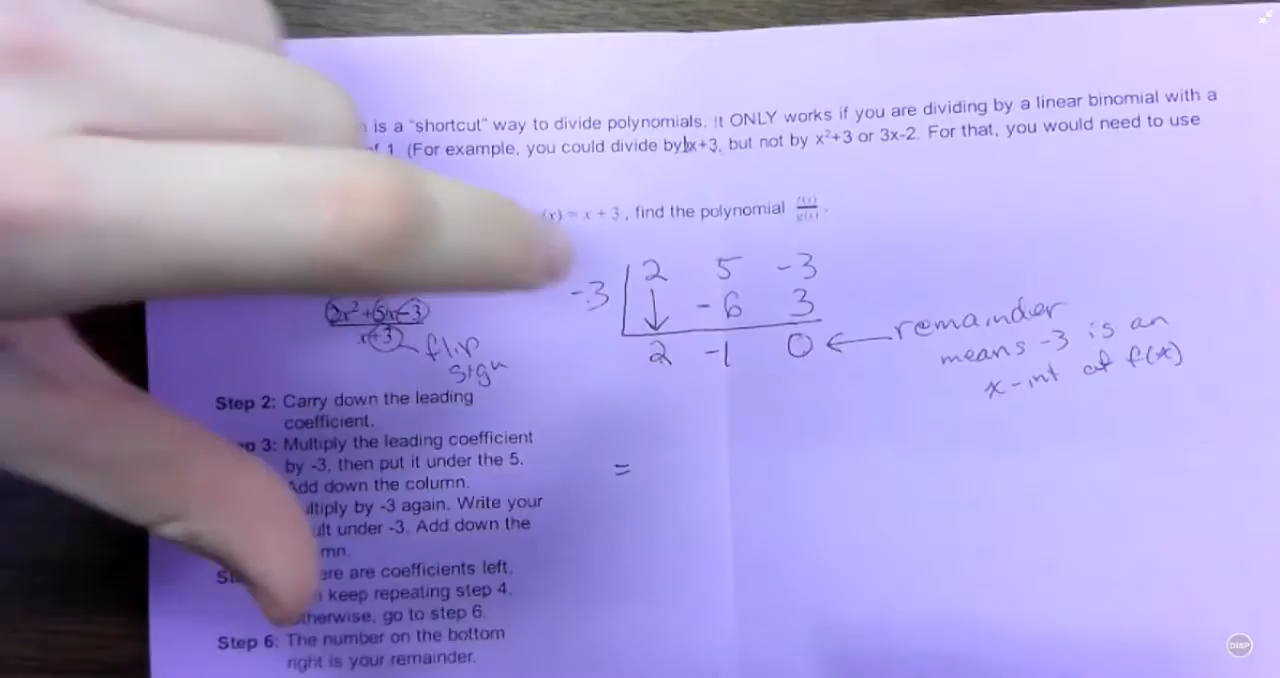 is a "shortcut" way to divide polynomials. It ONLY works if you are dividing by a linear binomial with a
of 1. (For example, you could divide by x+3, but not by x²+3 or 3x-2. For that, you would need to use
(x) = x + 3, find the polynomial f(x)/g(x).
-3 2 5 -3
↓ -6 3
2 -1 0 ← remainder
means -3 is an
x-int of f(x)
2x²+5x-3
x+3
flip
sign
Step 2: Carry down the leading
coefficient.
3: Multiply the leading coefficient
by -3, then put it under the 5.
Add down the column.
ltiply by -3 again. Write your
ult under -3. Add down the
mn.
=
ere are coefficients left,
keep repeating step 4.
therwise, go to step 6.
Step 6: The number on the bottom
right is your remainder.
DISP